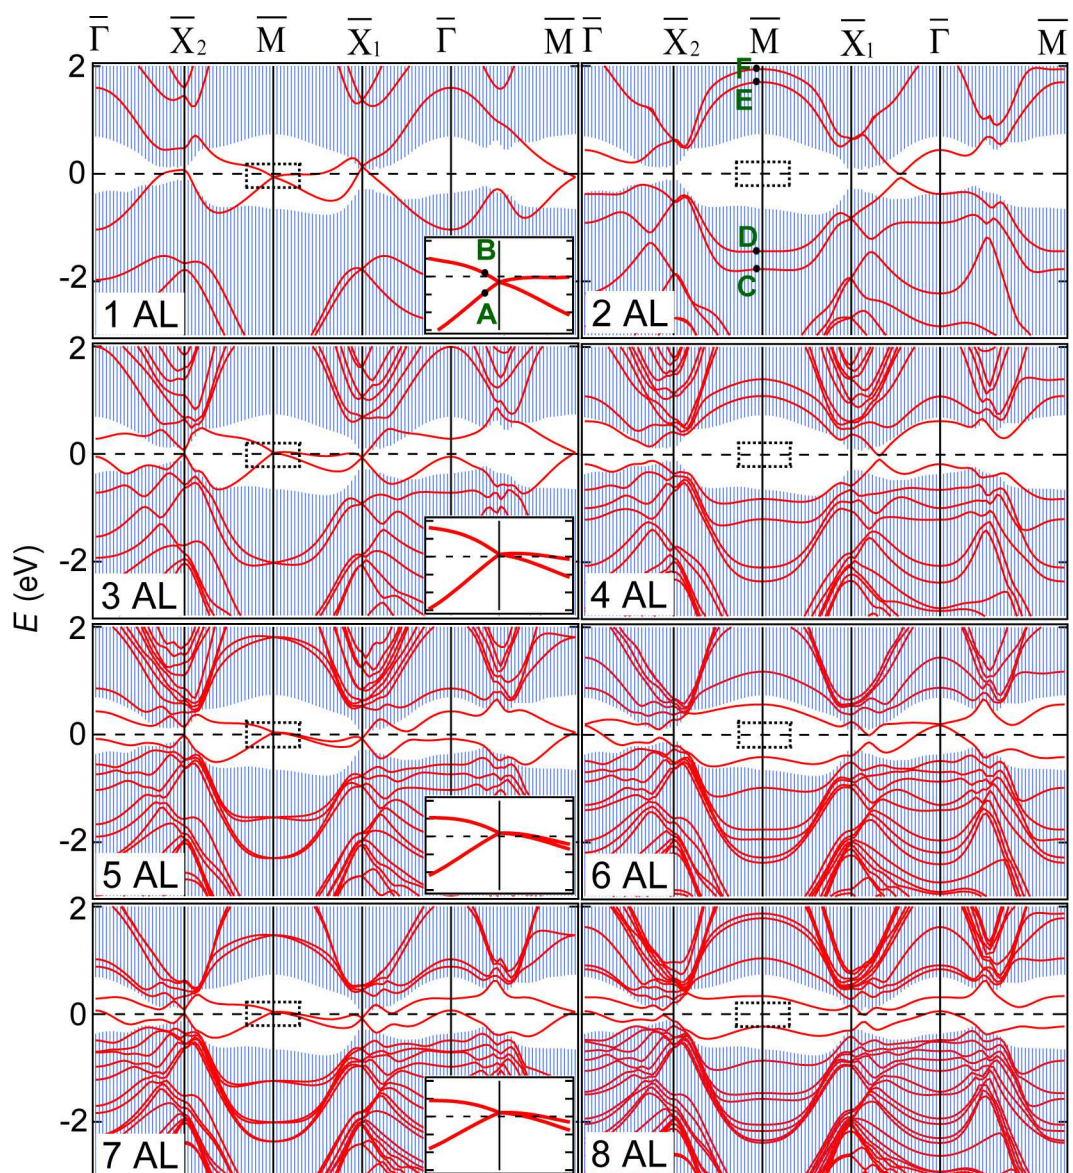 Γ̅ X̅₂ M̅ X̅₁ Γ̅ M̅ Γ̅ X̅₂ M̅ X̅₁ Γ̅ M̅
2
0
-2
B
A
1 AL
F
E
D
C
2 AL
2
0
-2
3 AL
4 AL
E (eV)
2
0
-2
5 AL
6 AL
2
0
-2
7 AL
8 AL